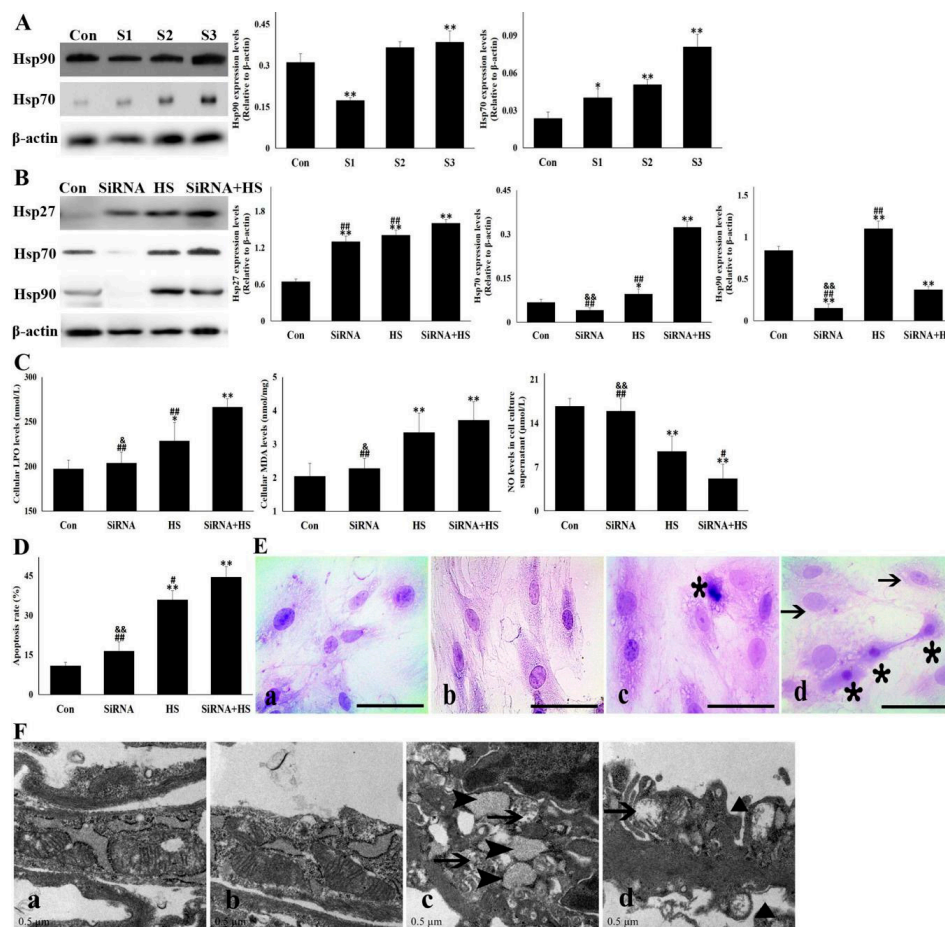 A
Con S1 S2 S3
Hsp90
Hsp70
β-actin
Hsp90 expression levels
(Relative to β-actin)
0.45
0.3
0.15
0
**
**
Con S1 S2 S3
Hsp70 expression levels
(Relative to β-actin)
0.09
0.06
0.03
0
*
**
**
Con S1 S2 S3
B
Con SiRNA HS SiRNA+HS
Hsp27
Hsp70
Hsp90
β-actin
Hsp27 expression levels
(Relative to β-actin)
1.8
1.2
0.6
0
##
**
##
**
**
Con SiRNA HS SiRNA+HS
Hsp70 expression levels
(Relative to β-actin)
0.3
0.15
0
&&
##
##
*
**
Con SiRNA HS SiRNA+HS
Hsp90 expression levels
(Relative to β-actin)
1.5
1
0.5
0
&&
##
**
##
**
**
Con SiRNA HS SiRNA+HS
C
Cellular LPO levels (nmol/L)
300
250
200
150
&
##
##
*
**
Con SiRNA HS SiRNA+HS
Cellular MDA levels (nmol/mg)
5
4
3
2
1
&
##
**
**
Con SiRNA HS SiRNA+HS
NO levels in cell culture
supernatant (μmol/L)
21
14
7
0
&&
##
**
#
**
Con SiRNA HS SiRNA+HS
D
Apoptosis rate (%)
45
30
15
0
&&
##
#
**
**
Con SiRNA HS SiRNA+HS
E
a
b
*
c
*
*
*
d
F
a
0.5 μm
b
0.5 μm
c
0.5 μm
d
0.5 μm